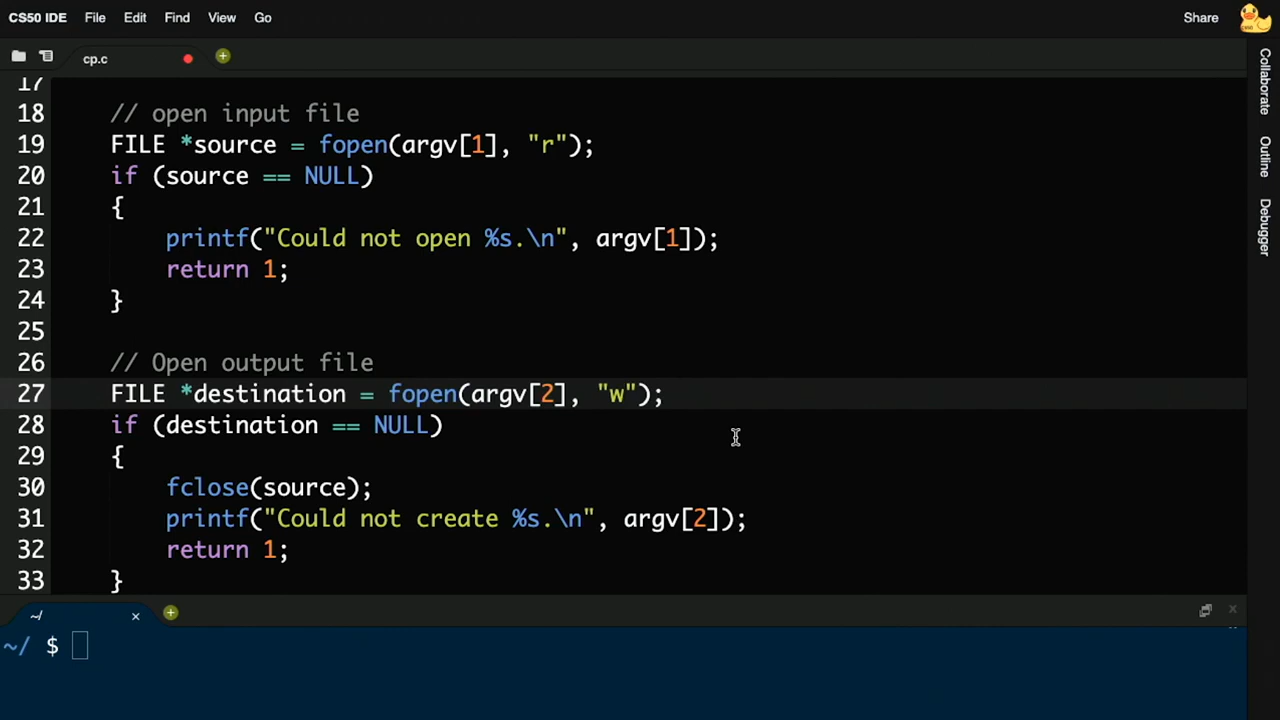 CS50 IDE File Edit Find View Go Share
cp.c
17
18 // open input file
19 FILE *source = fopen(argv[1], "r");
20 if (source == NULL)
21 {
22 printf("Could not open %s.\n", argv[1]);
23 return 1;
24 }
25
26 // Open output file
27 FILE *destination = fopen(argv[2], "w");
28 if (destination == NULL)
29 {
30 fclose(source);
31 printf("Could not create %s.\n", argv[2]);
32 return 1;
33 }
~/
~/ $
Collaborate
Outline
Debugger